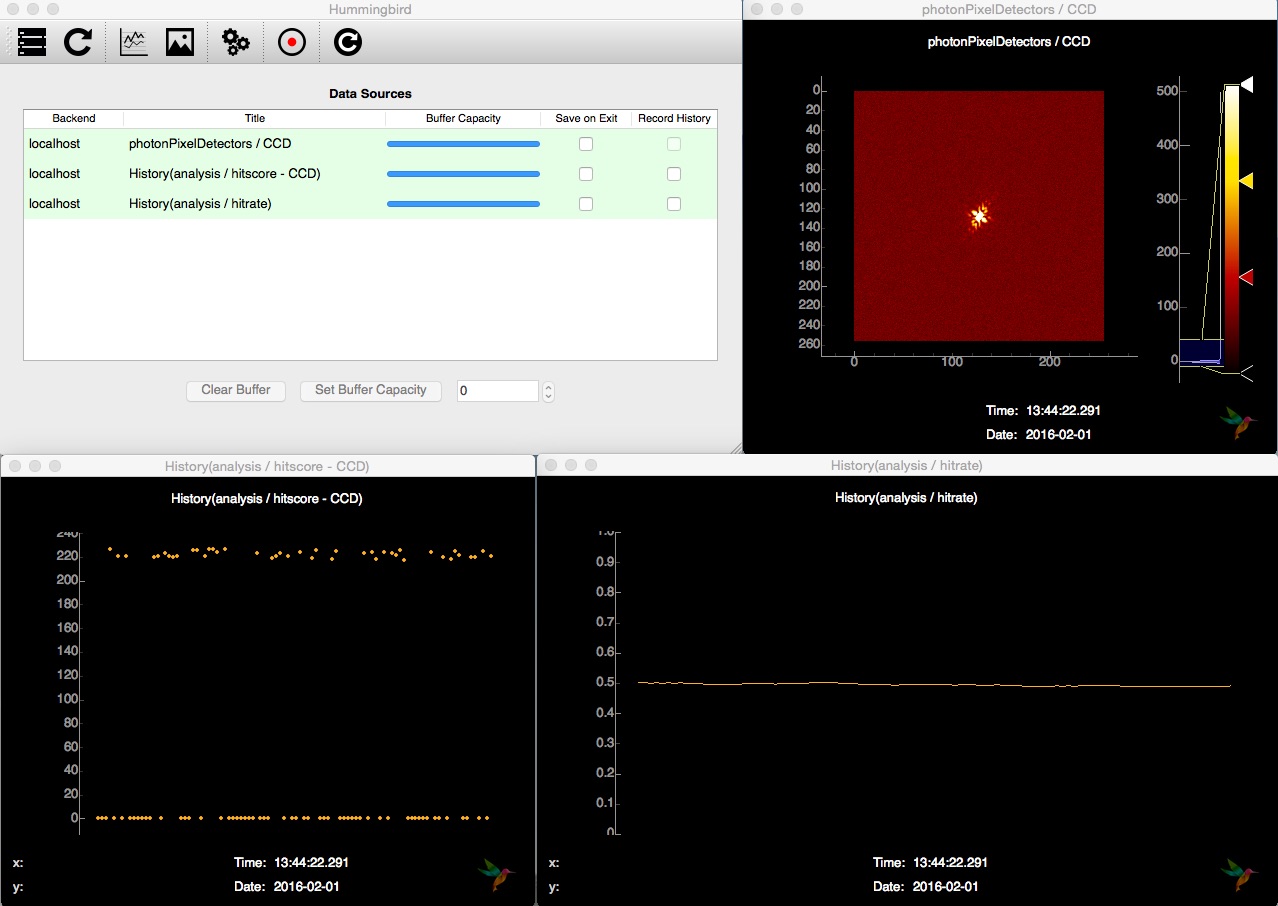 Hummingbird
Data Sources
Backend Title Buffer Capacity Save on Exit Record History
localhost photonPixelDetectors / CCD
localhost History(analysis / hitscore - CCD)
localhost History(analysis / hitrate)
Clear Buffer Set Buffer Capacity 0
photonPixelDetectors / CCD
photonPixelDetectors / CCD
0
20
40
60
80
100
120
140
160
180
200
220
240
260
0 100 200
500
400
300
200
100
0
Time: 13:44:22.291
Date: 2016-02-01
History(analysis / hitscore - CCD)
History(analysis / hitscore - CCD)
240
220
200
180
160
140
120
100
80
60
40
20
0
x: Time: 13:44:22.291
y: Date: 2016-02-01
History(analysis / hitrate)
History(analysis / hitrate)
1.0
0.9
0.8
0.7
0.6
0.5
0.4
0.3
0.2
0.1
0
x: Time: 13:44:22.291
y: Date: 2016-02-01